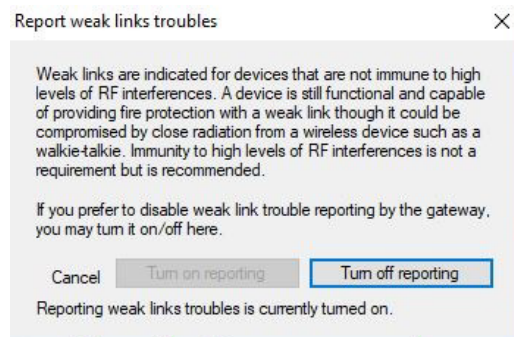 Report weak links troubles
Weak links are indicated for devices that are not immune to high
levels of RF interferences. A device is still functional and capable
of providing fire protection with a weak link though it could be
compromised by close radiation from a wireless device such as a
walkie-talkie. Immunity to high levels of RF interferences is not a
requirement but is recommended.
If you prefer to disable weak link trouble reporting by the gateway,
you may turn it on/off here.
Cancel Turn on reporting Turn off reporting
Reporting weak links troubles is currently turned on.